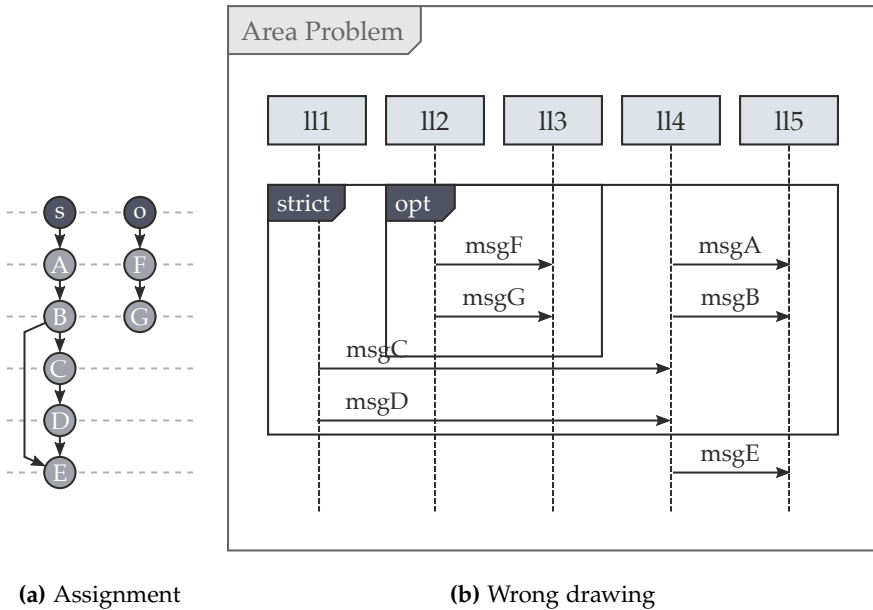 Area Problem
ll1 ll2 ll3 ll4 ll5
strict opt
s o
msgF msgA
A F
msgG msgB
B G
msgC
C
msgD
D
msgE
E
(a) Assignment (b) Wrong drawing